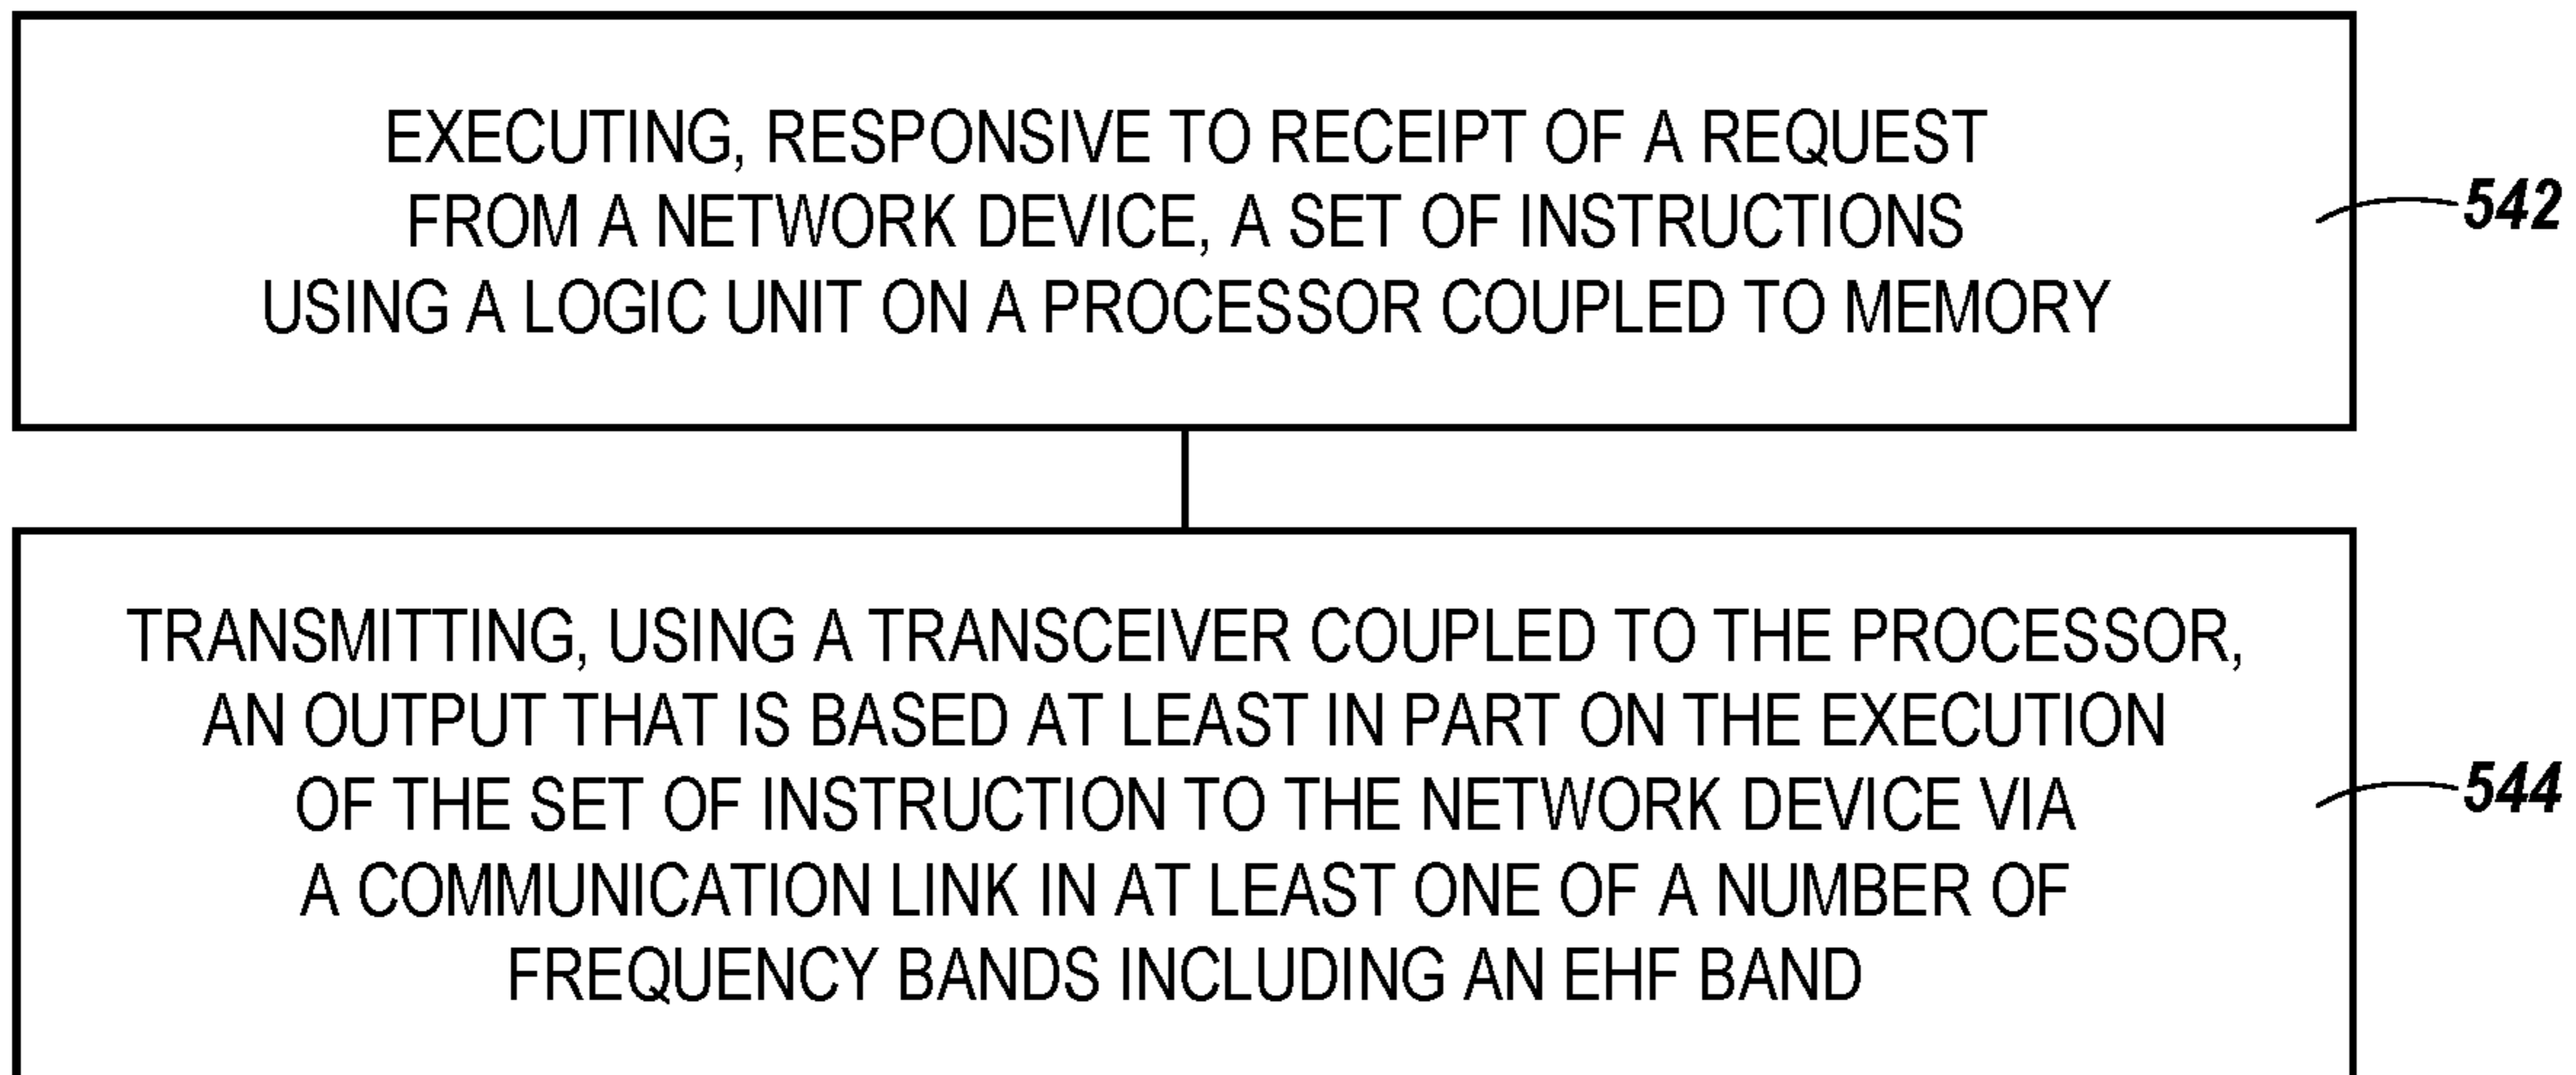 EXECUTING, RESPONSIVE TO RECEIPT OF A REQUEST
FROM A NETWORK DEVICE, A SET OF INSTRUCTIONS
USING A LOGIC UNIT ON A PROCESSOR COUPLED TO MEMORY
542
TRANSMITTING, USING A TRANSCEIVER COUPLED TO THE PROCESSOR,
AN OUTPUT THAT IS BASED AT LEAST IN PART ON THE EXECUTION
OF THE SET OF INSTRUCTION TO THE NETWORK DEVICE VIA
A COMMUNICATION LINK IN AT LEAST ONE OF A NUMBER OF
FREQUENCY BANDS INCLUDING AN EHF BAND
544